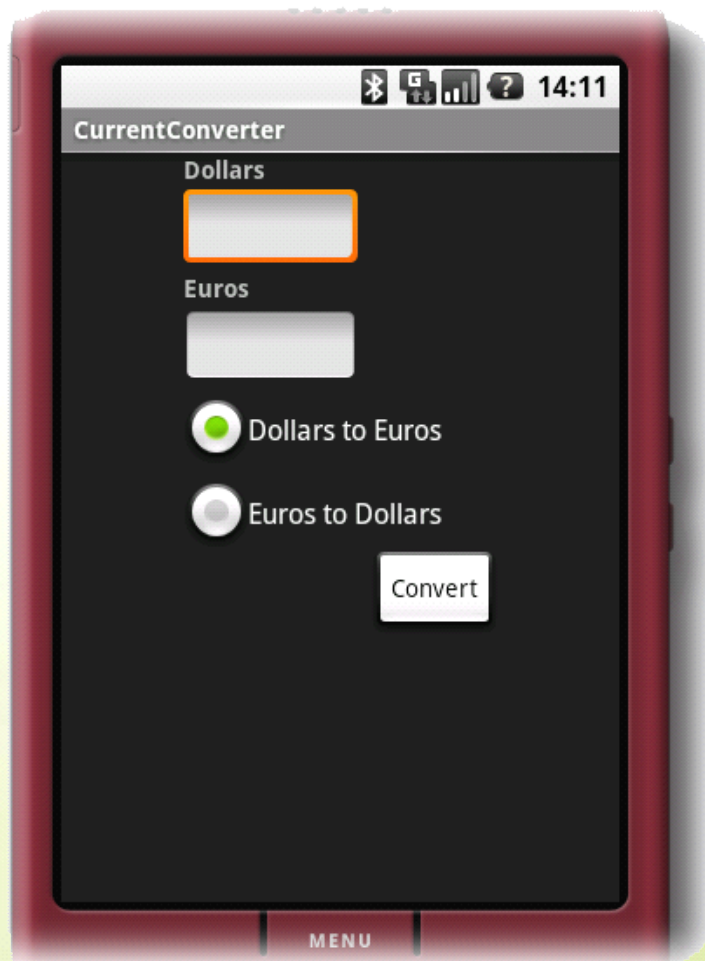 G ? 14:11
CurrentConverter
Dollars
Euros
Dollars to Euros
Euros to Dollars
Convert
MENU